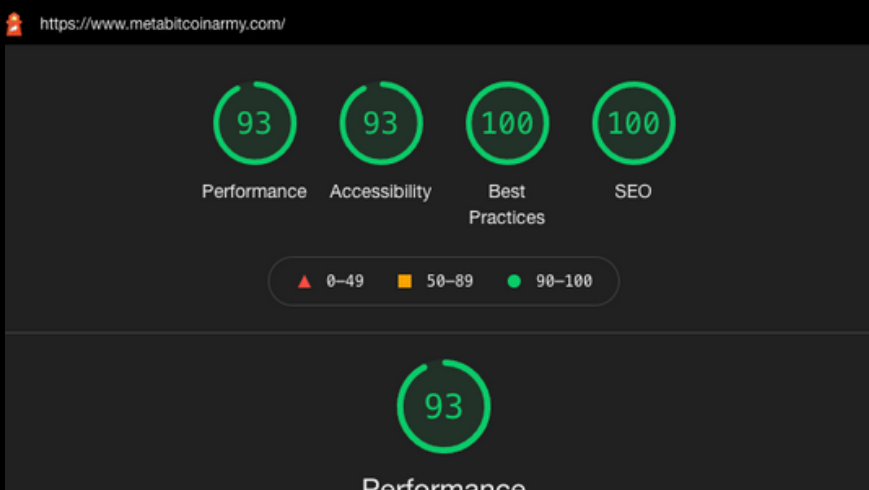 https://www.metabitcoinarmy.com/
93 93 100 100
Performance Accessibility Best Practices SEO
0–49 50–89 90–100
93
Performance